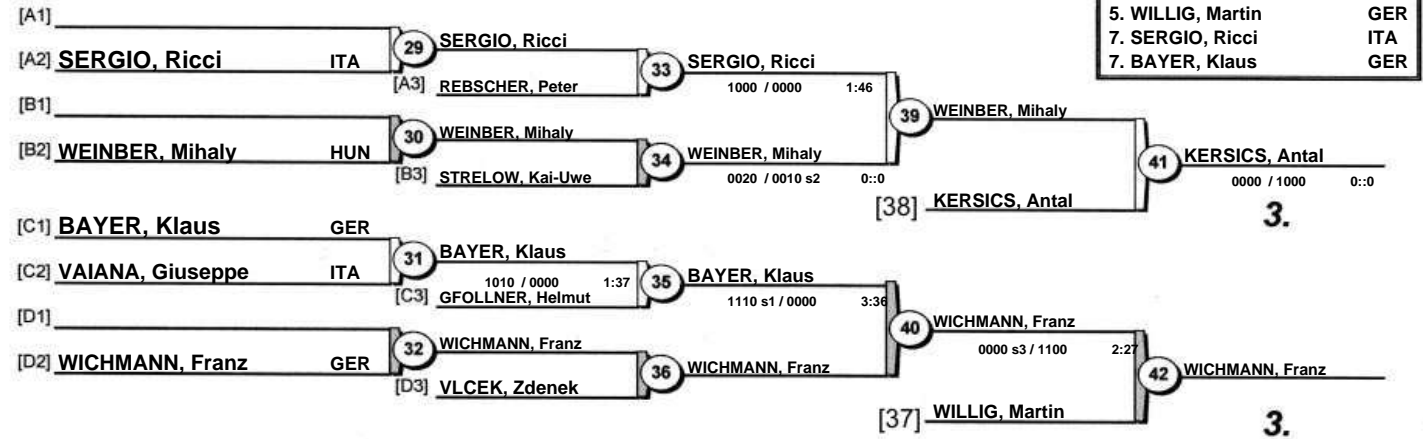 5. WILLIG, Martin GER
7. SERGIO, Ricci ITA
7. BAYER, Klaus GER
[A1]
[A2] SERGIO, Ricci ITA
29
SERGIO, Ricci
[A3] REBSCHER, Peter
33
SERGIO, Ricci
1000 / 0000 1:46
[B1]
[B2] WEINBER, Mihaly HUN
30
WEINBER, Mihaly
[B3] STRELOW, Kai-Uwe
34
WEINBER, Mihaly
0020 / 0010 s2 0::0
39
WEINBER, Mihaly
[38] KERSICS, Antal
41
KERSICS, Antal
0000 / 1000 0::0
3.
[C1] BAYER, Klaus GER
[C2] VAIANA, Giuseppe ITA
31
BAYER, Klaus
1010 / 0000 1:37
[C3] GFOLLNER, Helmut
35
BAYER, Klaus
1110 s1 / 0000 3:36
[D1]
[D2] WICHMANN, Franz GER
32
WICHMANN, Franz
[D3] VLCEK, Zdenek
36
WICHMANN, Franz
40
WICHMANN, Franz
0000 s3 / 1100 2:27
[37] WILLIG, Martin
42
WICHMANN, Franz
3.